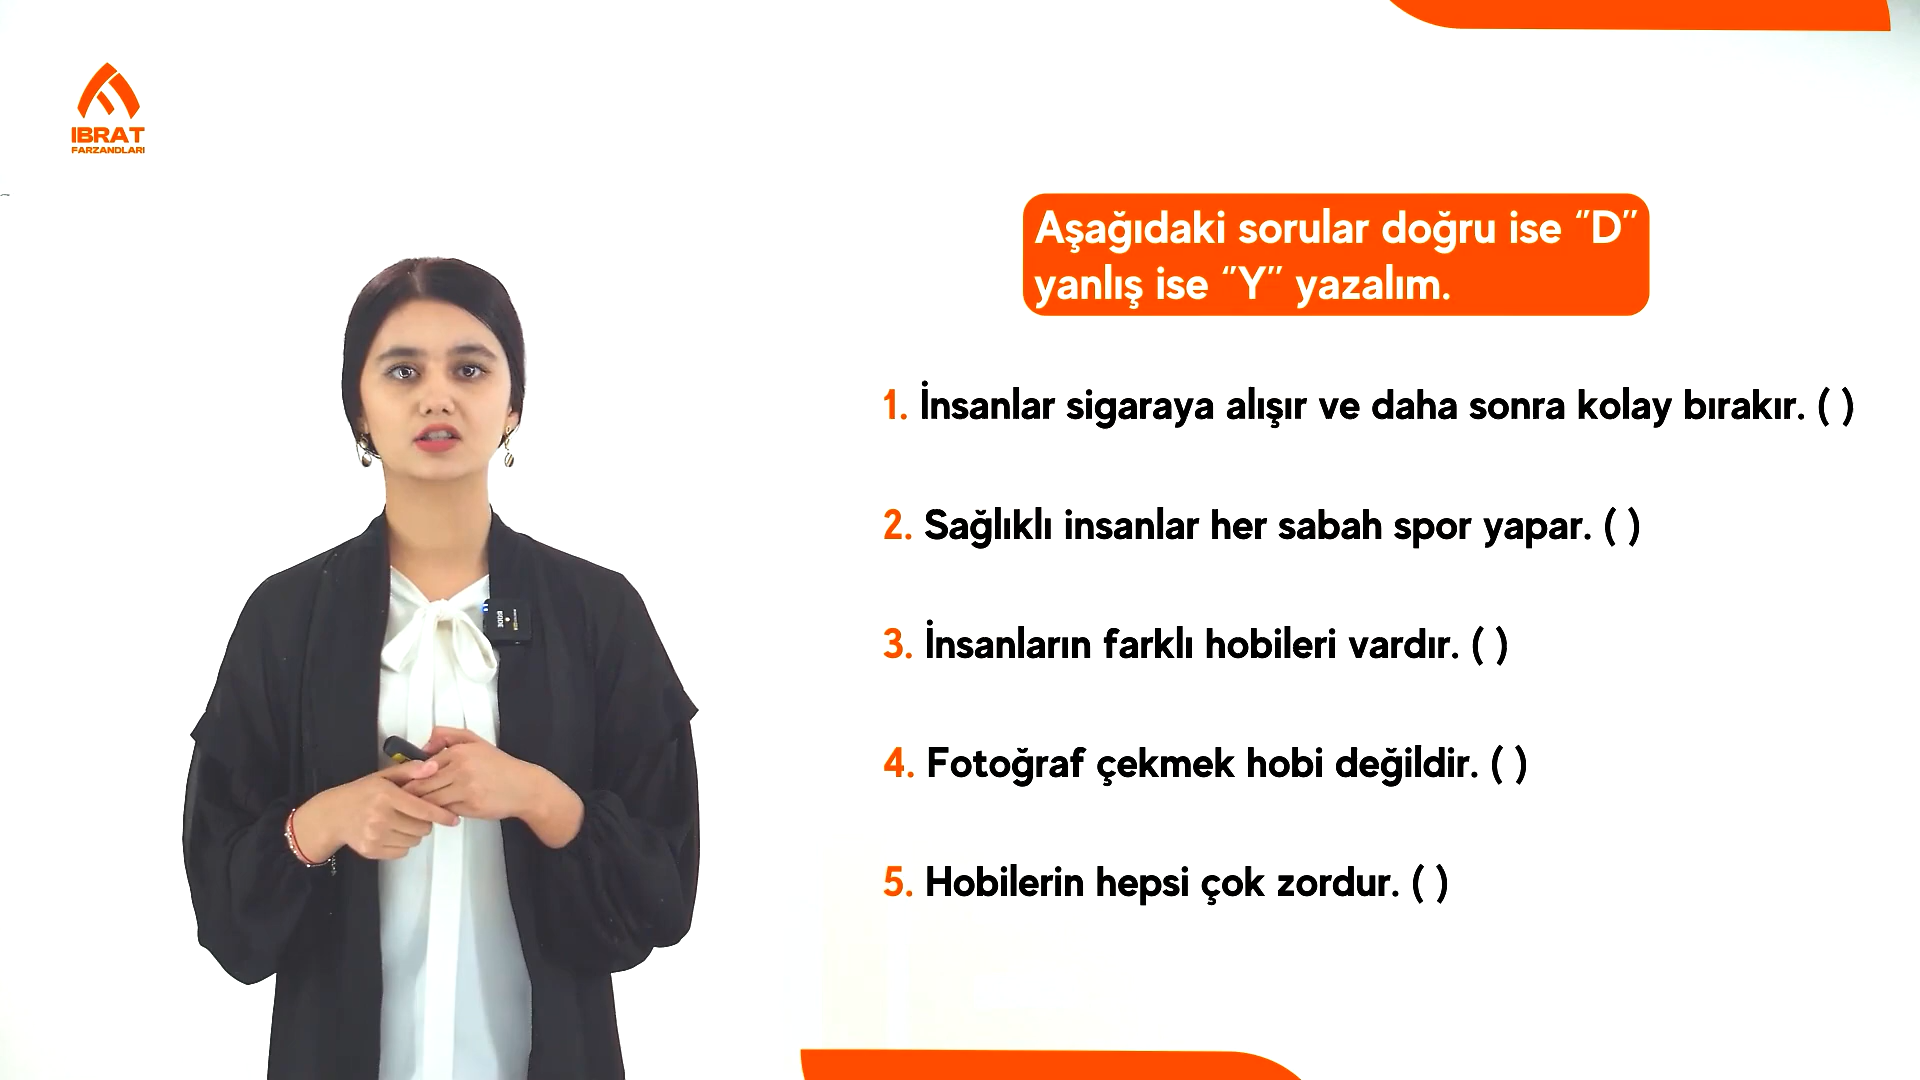 IBRAT
FARZANDLARI
Aşağıdaki sorular doğru ise “D”
yanlış ise “Y” yazalım.
1. İnsanlar sigaraya alışır ve daha sonra kolay bırakır. ( )
2. Sağlıklı insanlar her sabah spor yapar. ( )
3. İnsanların farklı hobileri vardır. ( )
4. Fotoğraf çekmek hobi değildir. ( )
5. Hobilerin hepsi çok zordur. ( )